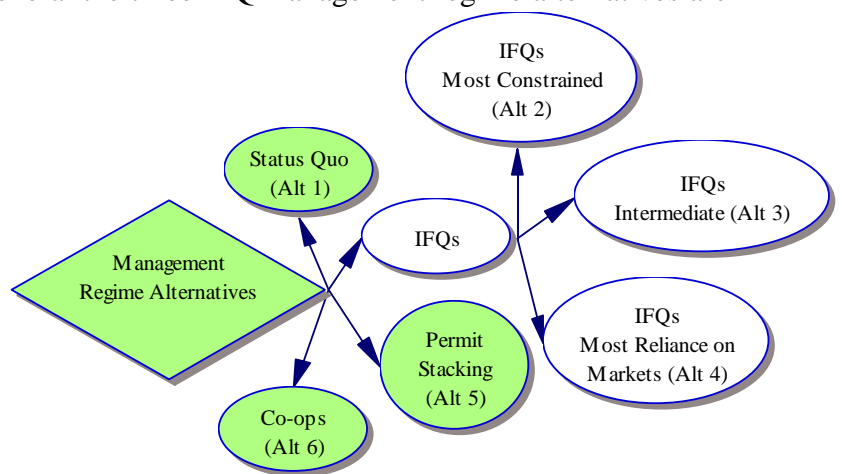 Q
IFQs
Most Constrained
(Alt 2)
Status Quo
(Alt 1)
IFQs
Intermediate (Alt 3)
IFQs
Management
Regime Alternatives
IFQs
Most Reliance on
Markets (Alt 4)
Permit
Stacking
(Alt 5)
Co-ops
(Alt 6)